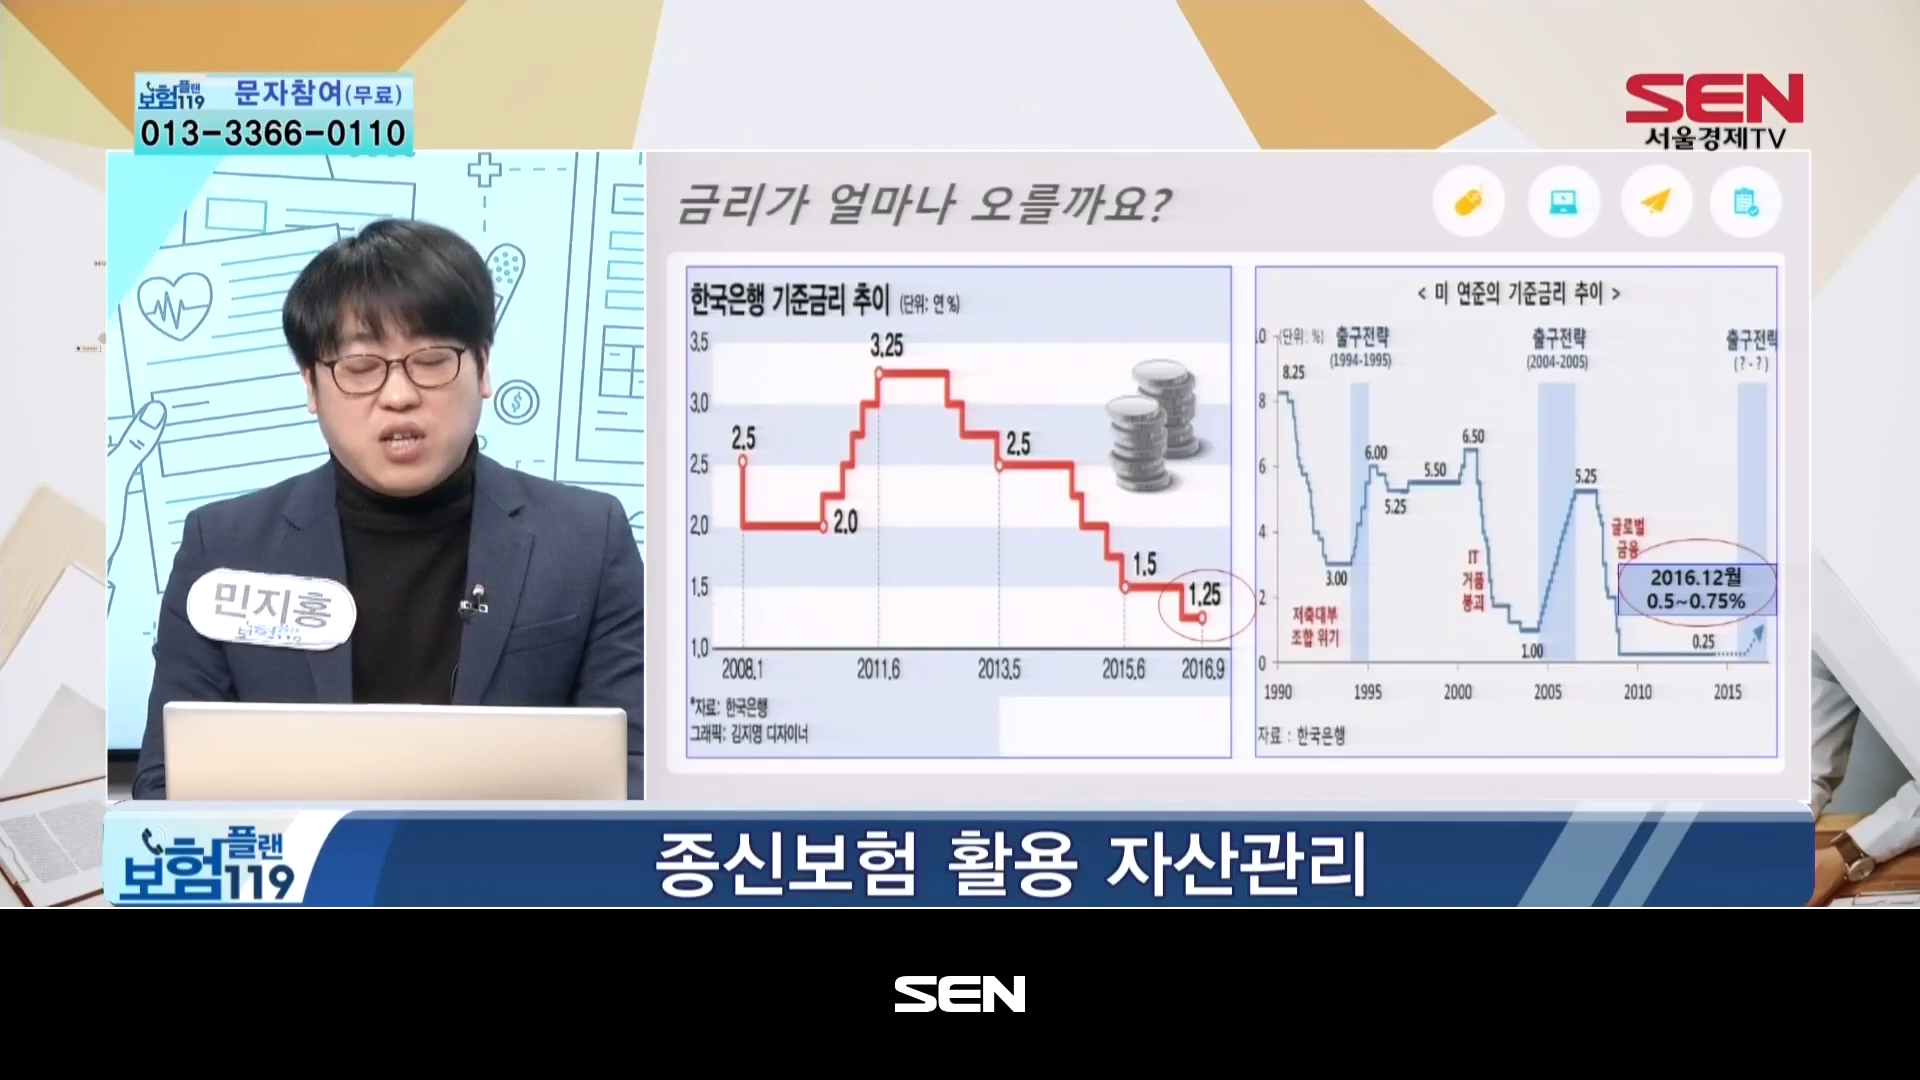 보험플랜119 문자참여(무료)
013-3366-0110
SEN
서울경제TV
금리가 얼마나 오를까요?
한국은행 기준금리 추이 (단위: 연 %)
3.5
3.0
2.5
2.0
1.5
1.0
2.5
2.0
3.25
2.5
1.5
1.25
2008.1
2011.6
2013.5
2015.6
2016.9
*자료: 한국은행
그래픽: 김지영 디자이너
< 미 연준의 기준금리 추이 >
(단위: %)
출구전략
(1994-1995)
출구전략
(2004-2005)
출구전략
(? - ?)
0
8
6
4
2
0
8.25
3.00
6.00
5.25
5.50
6.50
1.00
5.25
0.25
저축대부
조합 위기
IT
거품
붕괴
글로벌
금융
2016.12월
0.5~0.75%
1990
1995
2000
2005
2010
2015
자료 : 한국은행
민지홍
보험플랜119
보험플랜119
종신보험 활용 자산관리
SEN